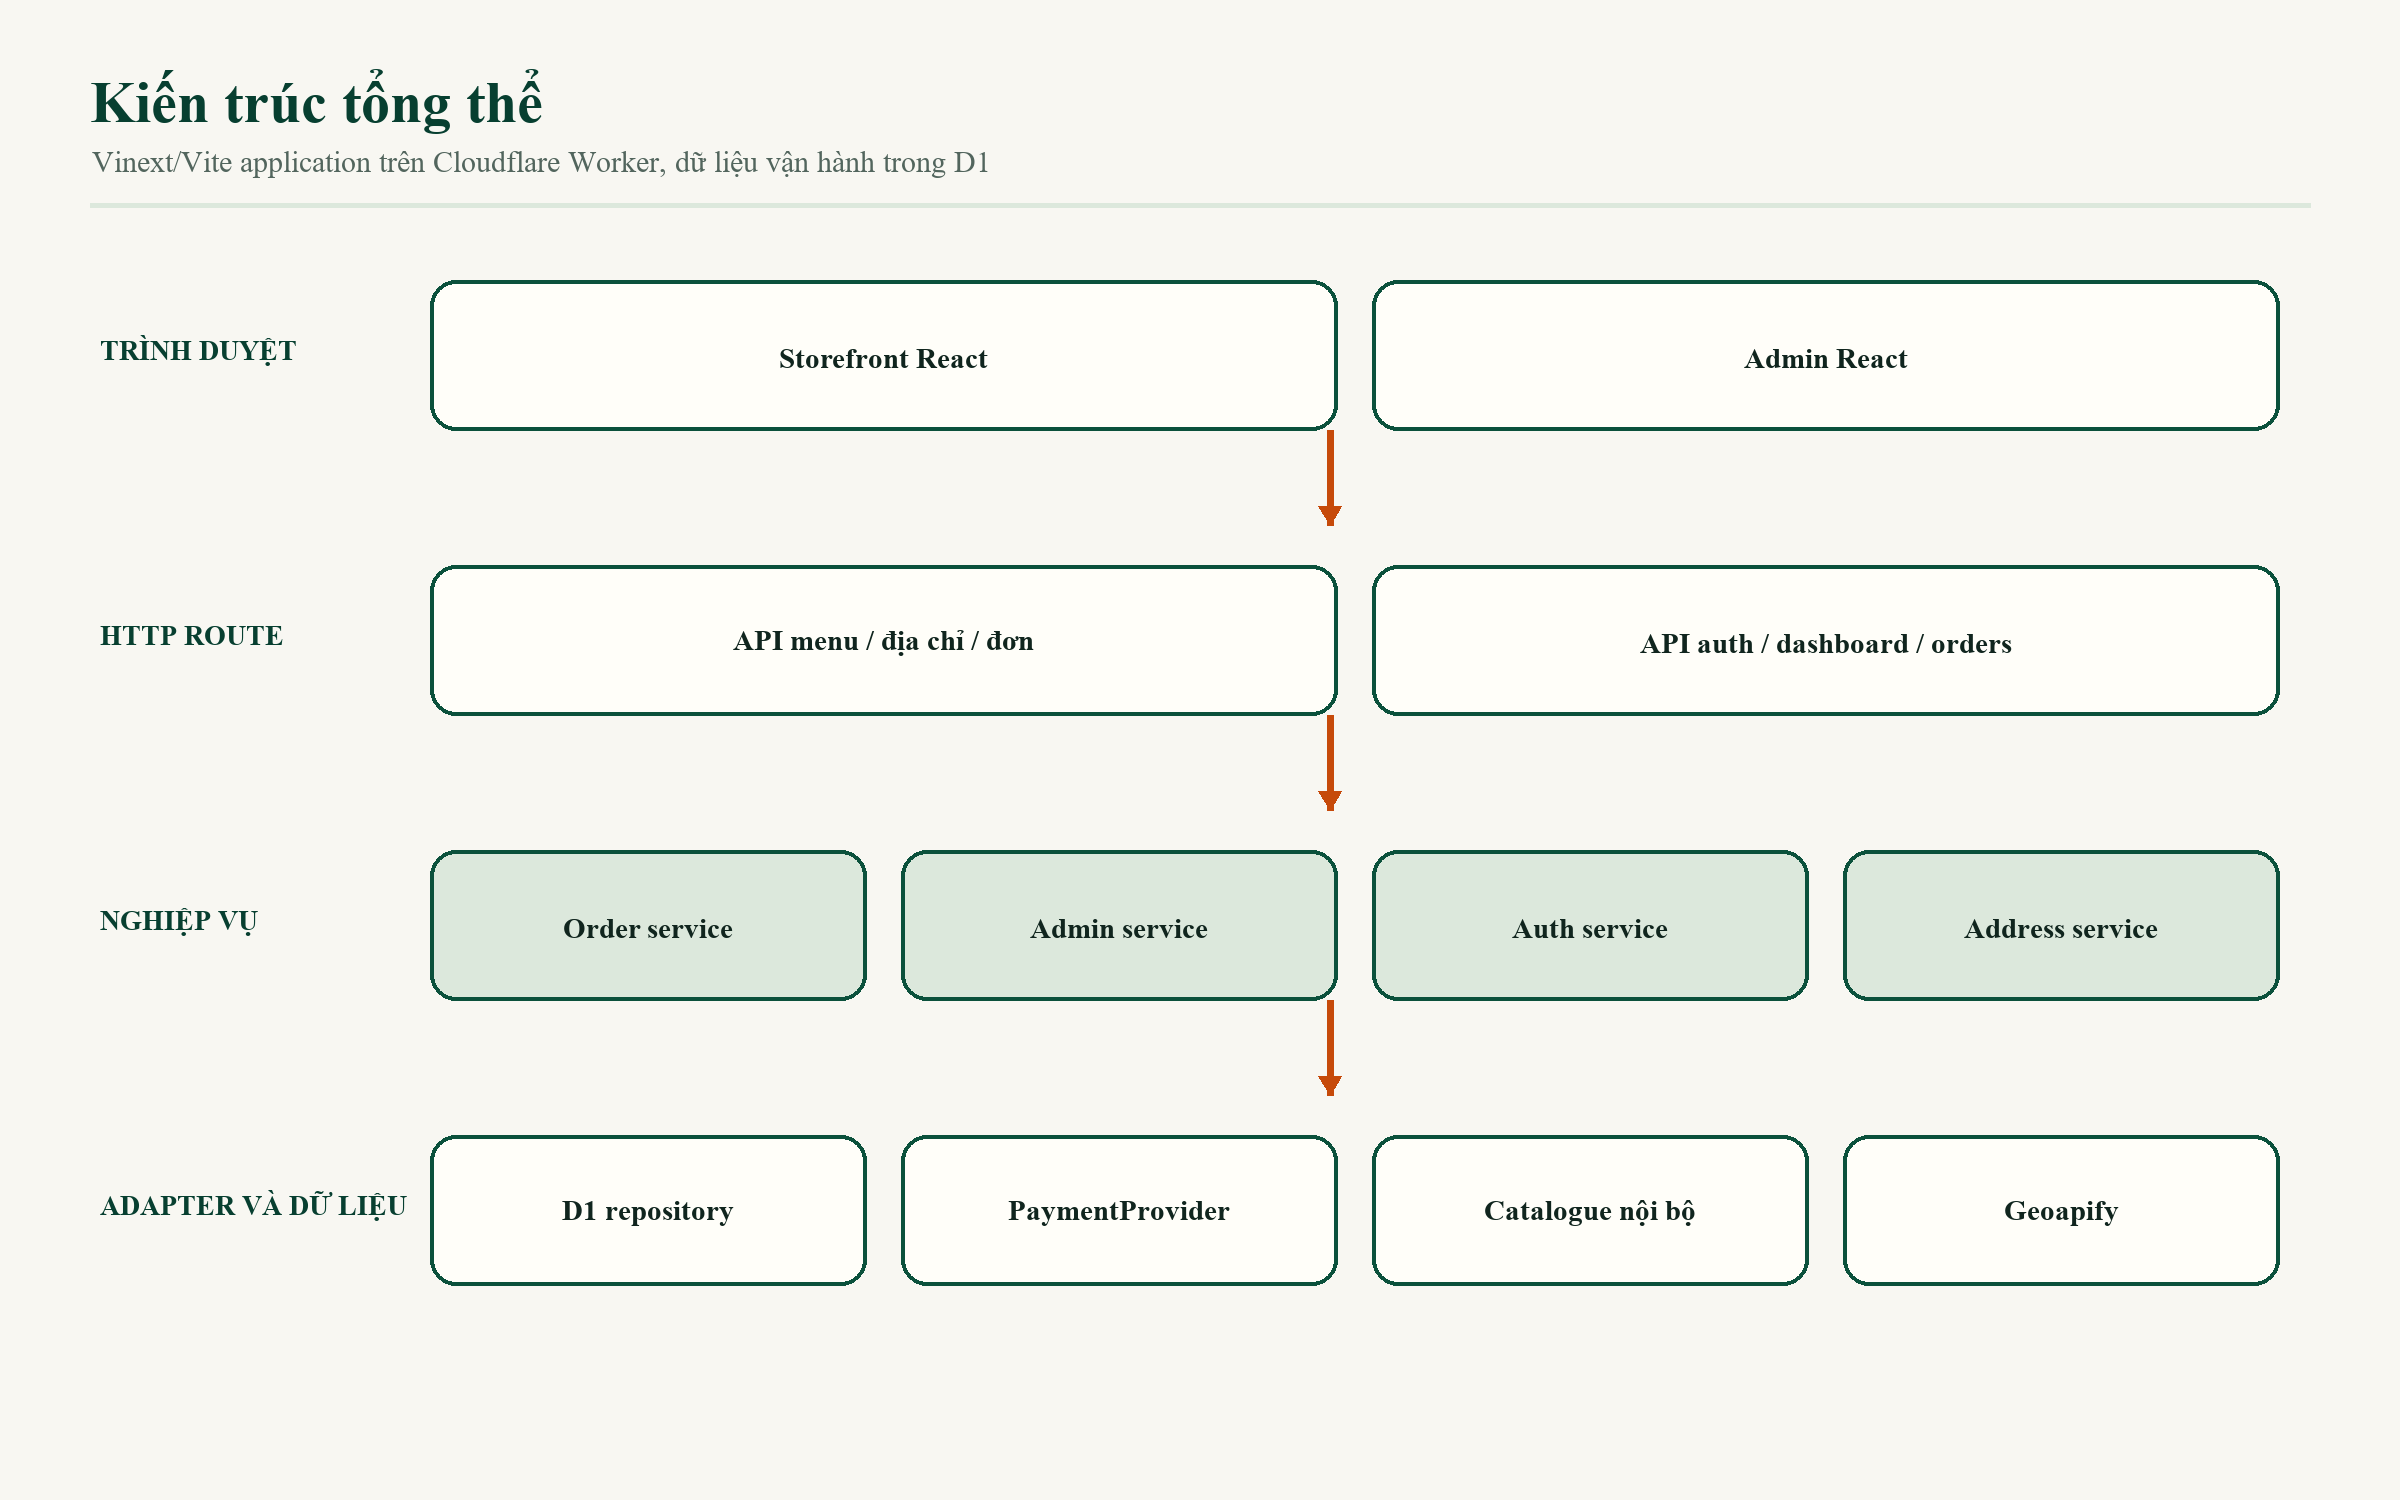 Kiến trúc tổng thể
Vinext/Vite application trên Cloudflare Worker, dữ liệu vận hành trong D1
TRÌNH DUYỆT
Storefront React
Admin React
HTTP ROUTE
API menu / địa chỉ / đơn
API auth / dashboard / orders
NGHIỆP VỤ
Order service
Admin service
Auth service
Address service
ADAPTER VÀ DỮ LIỆU
D1 repository
PaymentProvider
Catalogue nội bộ
Geoapify